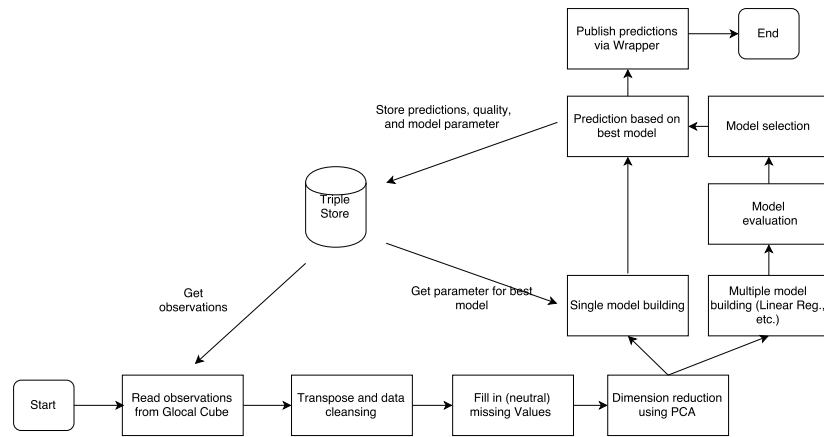 Publish predictions
via Wrapper
End
Store predictions, quality,
and model parameter
Prediction based on
best model
Model selection
Triple
Store
Model
evaluation
Get
observations
Get parameter for best
model
Single model building
Multiple model
building (Linear Reg.,
etc.)
Start
Read observations
from Glocal Cube
Transpose and data
cleansing
Fill in (neutral)
missing Values
Dimension reduction
using PCA